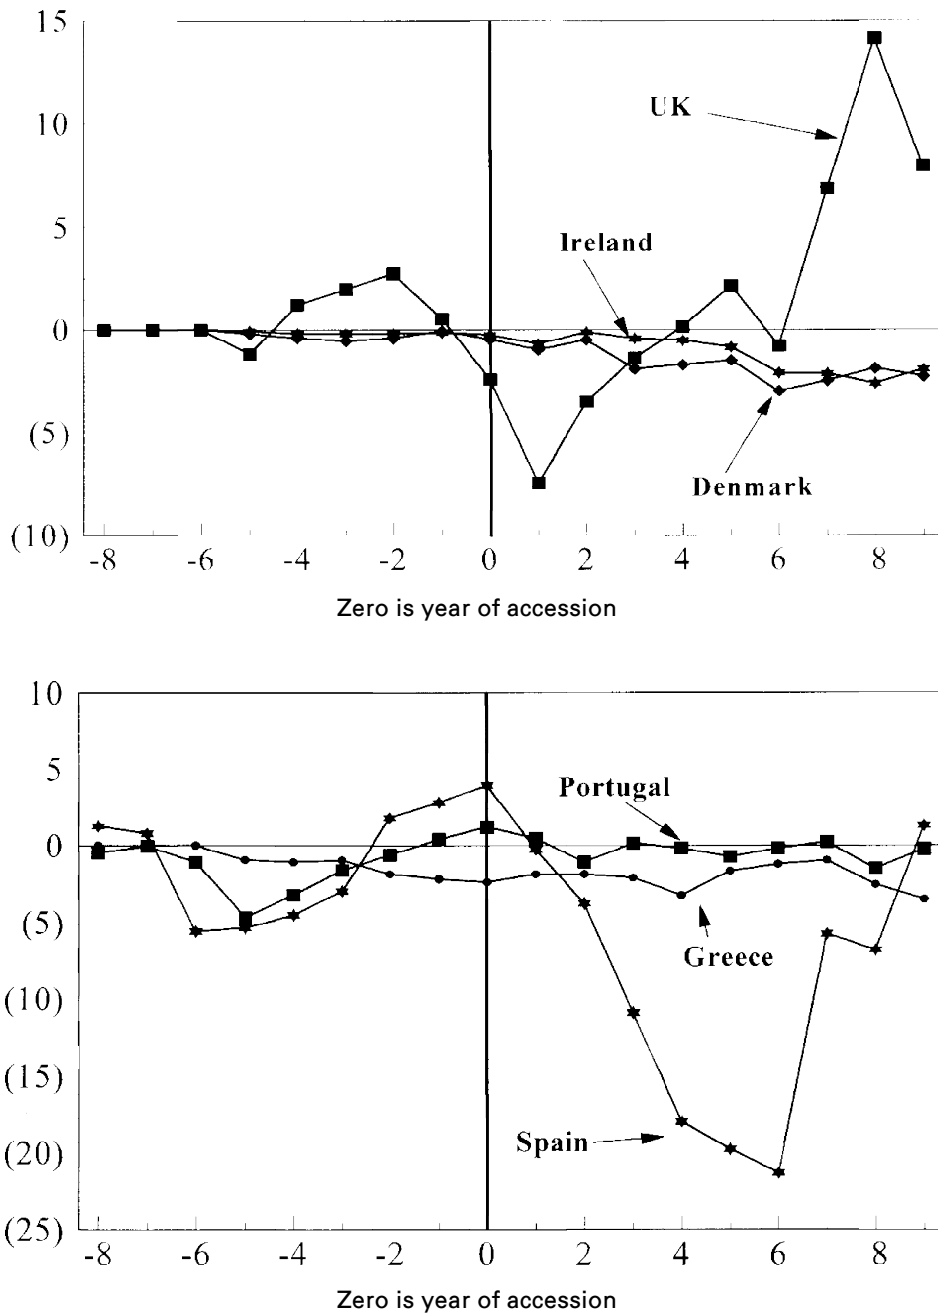 15
10
UK
5
Ireland
0
(5)
Denmark
(10)
-8 -6 -4 -2 0 2 4 6 8
Zero is year of accession
10
5
Portugal
0
(5)
Greece
(10)
(15)
Spain
(20)
(25)
-8 -6 -4 -2 0 2 4 6 8
Zero is year of accession